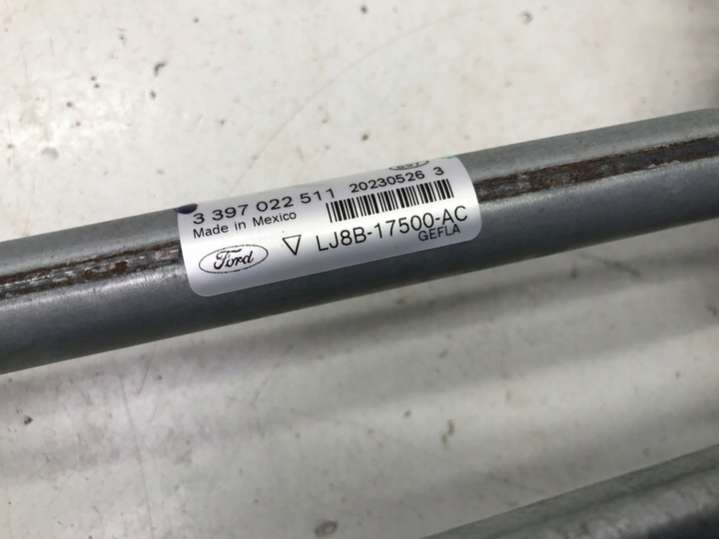 3 397 022 511 20230526 3
Made in Mexico
Ford LJ8B-17500-AC
GEFLA